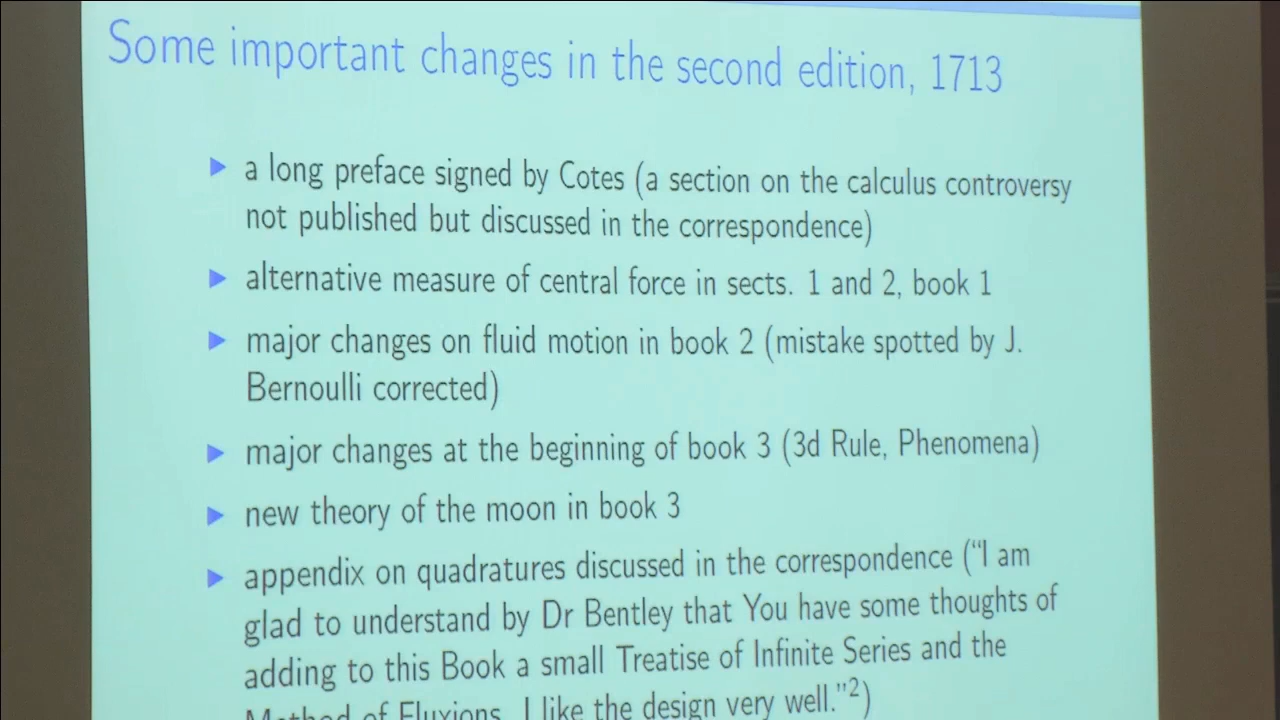 Some important changes in the second edition, 1713
▶ a long preface signed by Cotes (a section on the calculus controversy
not published but discussed in the correspondence)
▶ alternative measure of central force in sects. 1 and 2, book 1
▶ major changes on fluid motion in book 2 (mistake spotted by J.
Bernoulli corrected)
▶ major changes at the beginning of book 3 (3d Rule, Phenomena)
▶ new theory of the moon in book 3
▶ appendix on quadratures discussed in the correspondence (“I am
glad to understand by Dr Bentley that You have some thoughts of
adding to this Book a small Treatise of Infinite Series and the
Method of Fluxions. I like the design very well.”2)